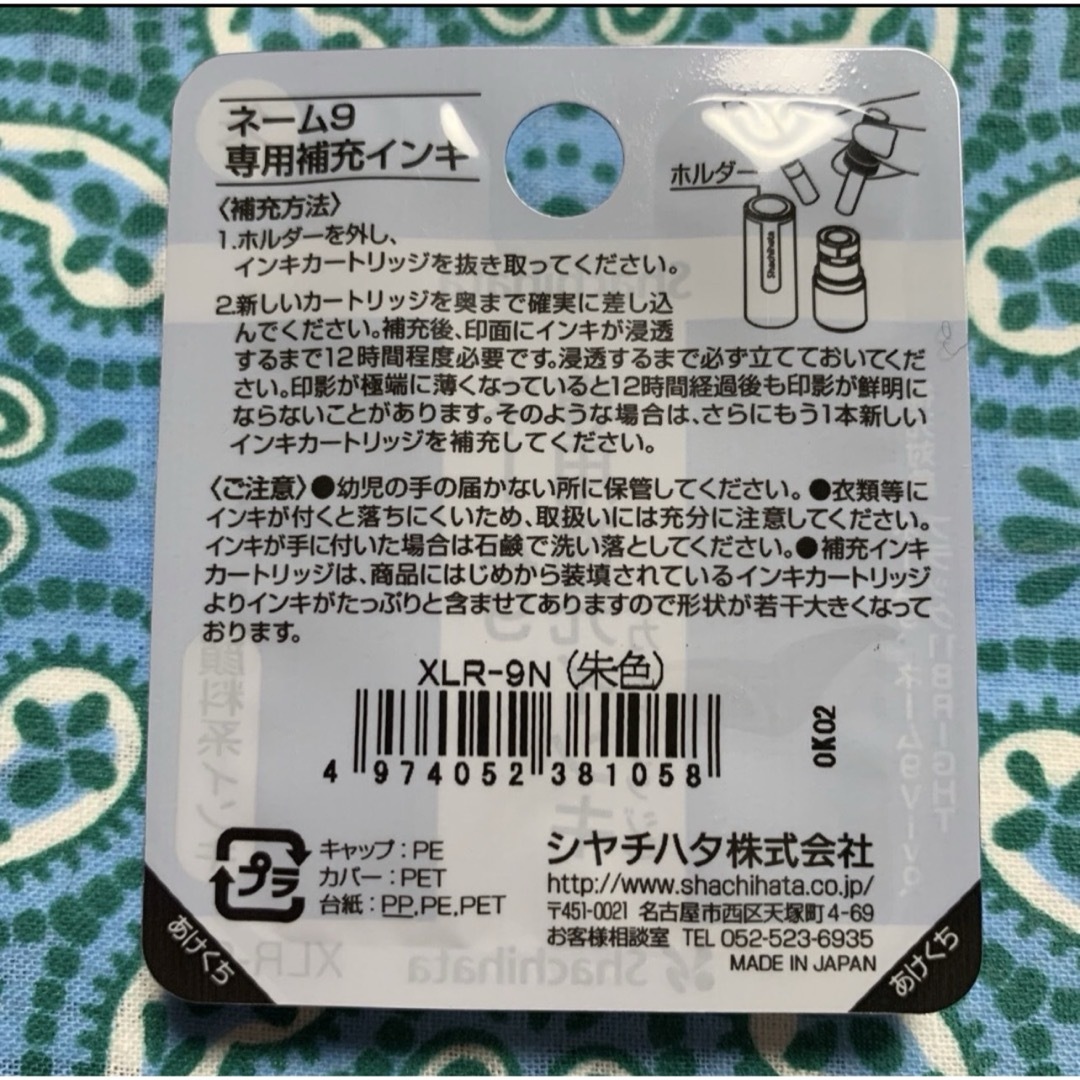 ネーム9
専用補充インキ
ホルダー
Shachihata
〈補充方法〉
1.ホルダーを外し、
インキカートリッジを抜き取ってください。
2.新しいカートリッジを奥まで確実に差し込
んでください。補充後、印面にインキが浸透
するまで12時間程度必要です。浸透するまで必ず立てておいてくだ
さい。印影が極端に薄くなっていると12時間経過後も印影が鮮明に
ならないことがあります。そのような場合は、さらにもう1本新しい
インキカートリッジを補充してください。
〈ご注意〉●幼児の手の届かない所に保管してください。●衣類等に
インキが付くと落ちにくいため、取扱いには充分に注意してください。
インキが手に付いた場合は石鹸で洗い落としてください。●補充インキ
カートリッジは、商品にはじめから装填されているインキカートリッジ
よりインキがたっぷりと含ませてありますので形状が若干大きくなって
おります。
XLR-9N (朱色)
4 974052 381058
0K02
プラ
キャップ:PE
カバー:PET
台紙:PP,PE,PET
シヤチハタ株式会社
http://www.shachihata.co.jp/
〒451-0021 名古屋市西区天塚町4-69
お客様相談室 TEL 052-523-6935
MADE IN JAPAN
あけくち
あけくち